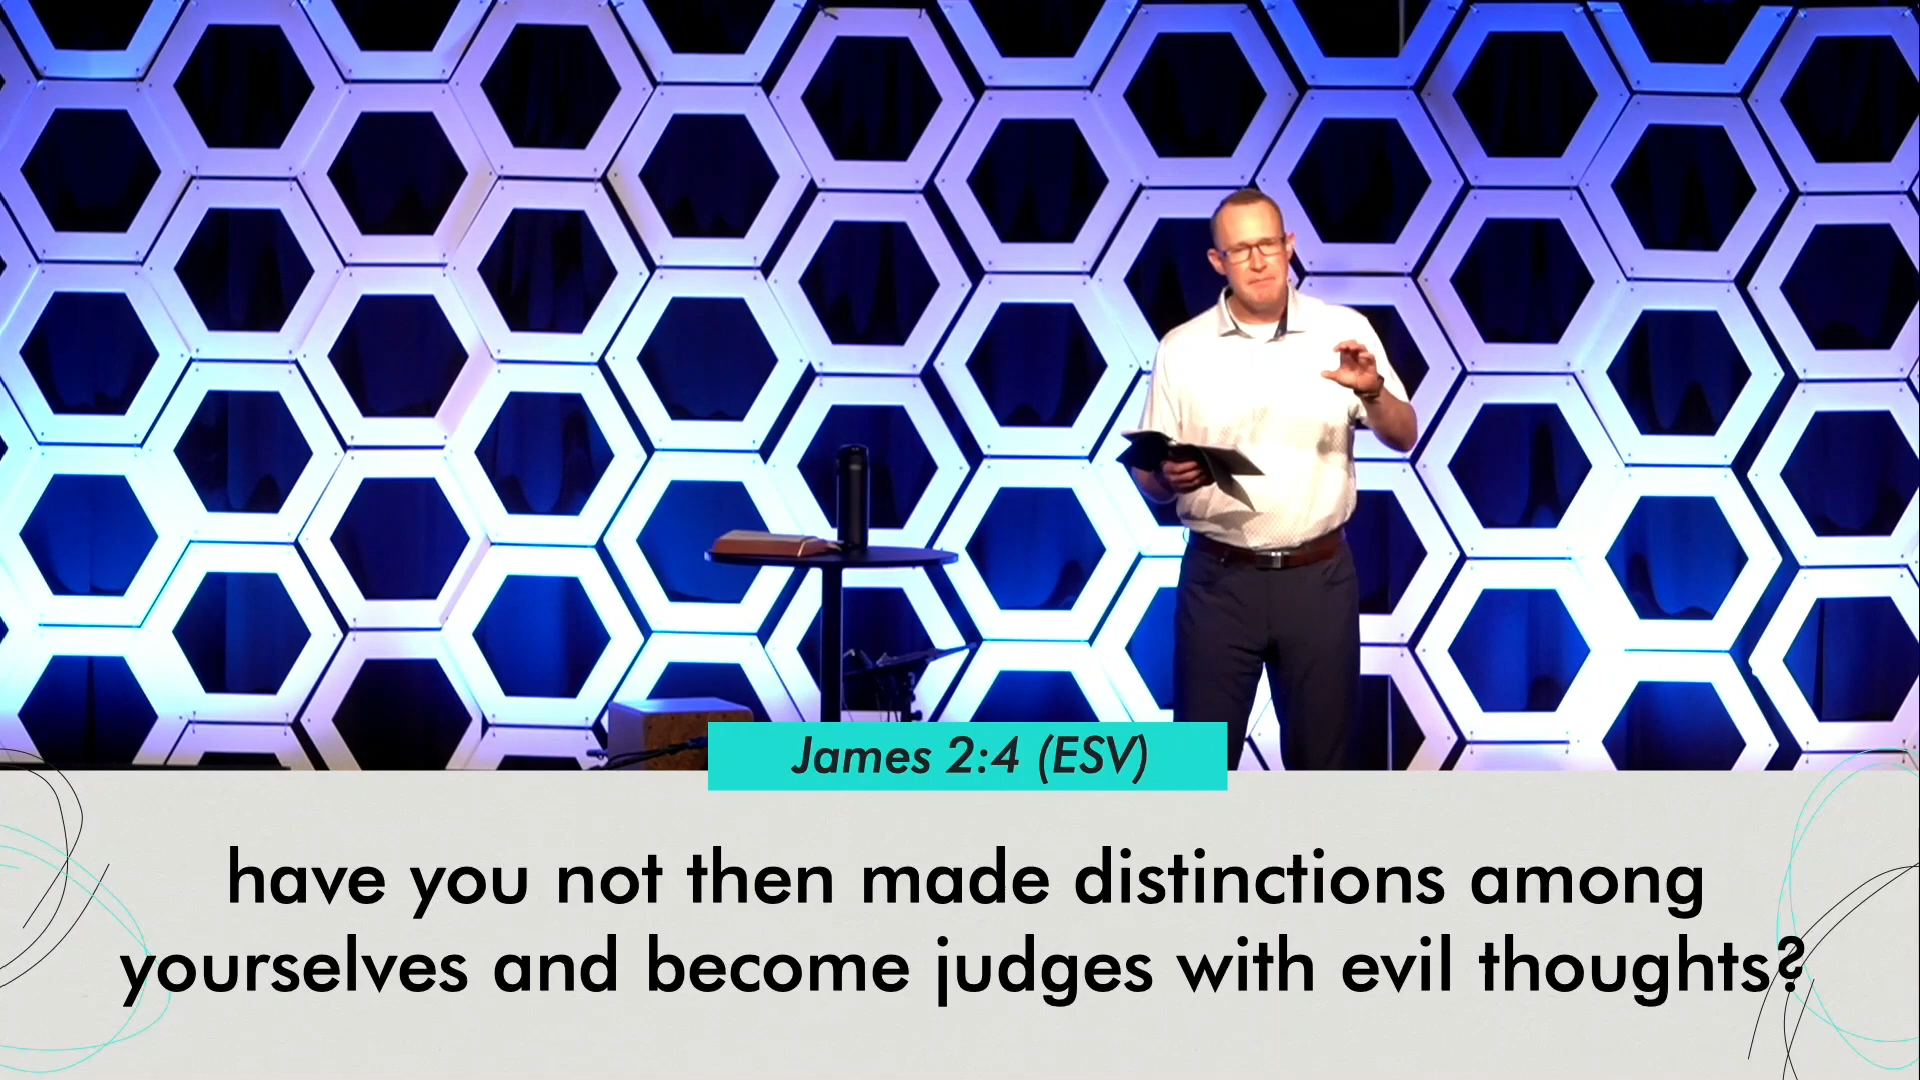 James 2:4 (ESV)
have you not then made distinctions among
yourselves and become judges with evil thoughts?